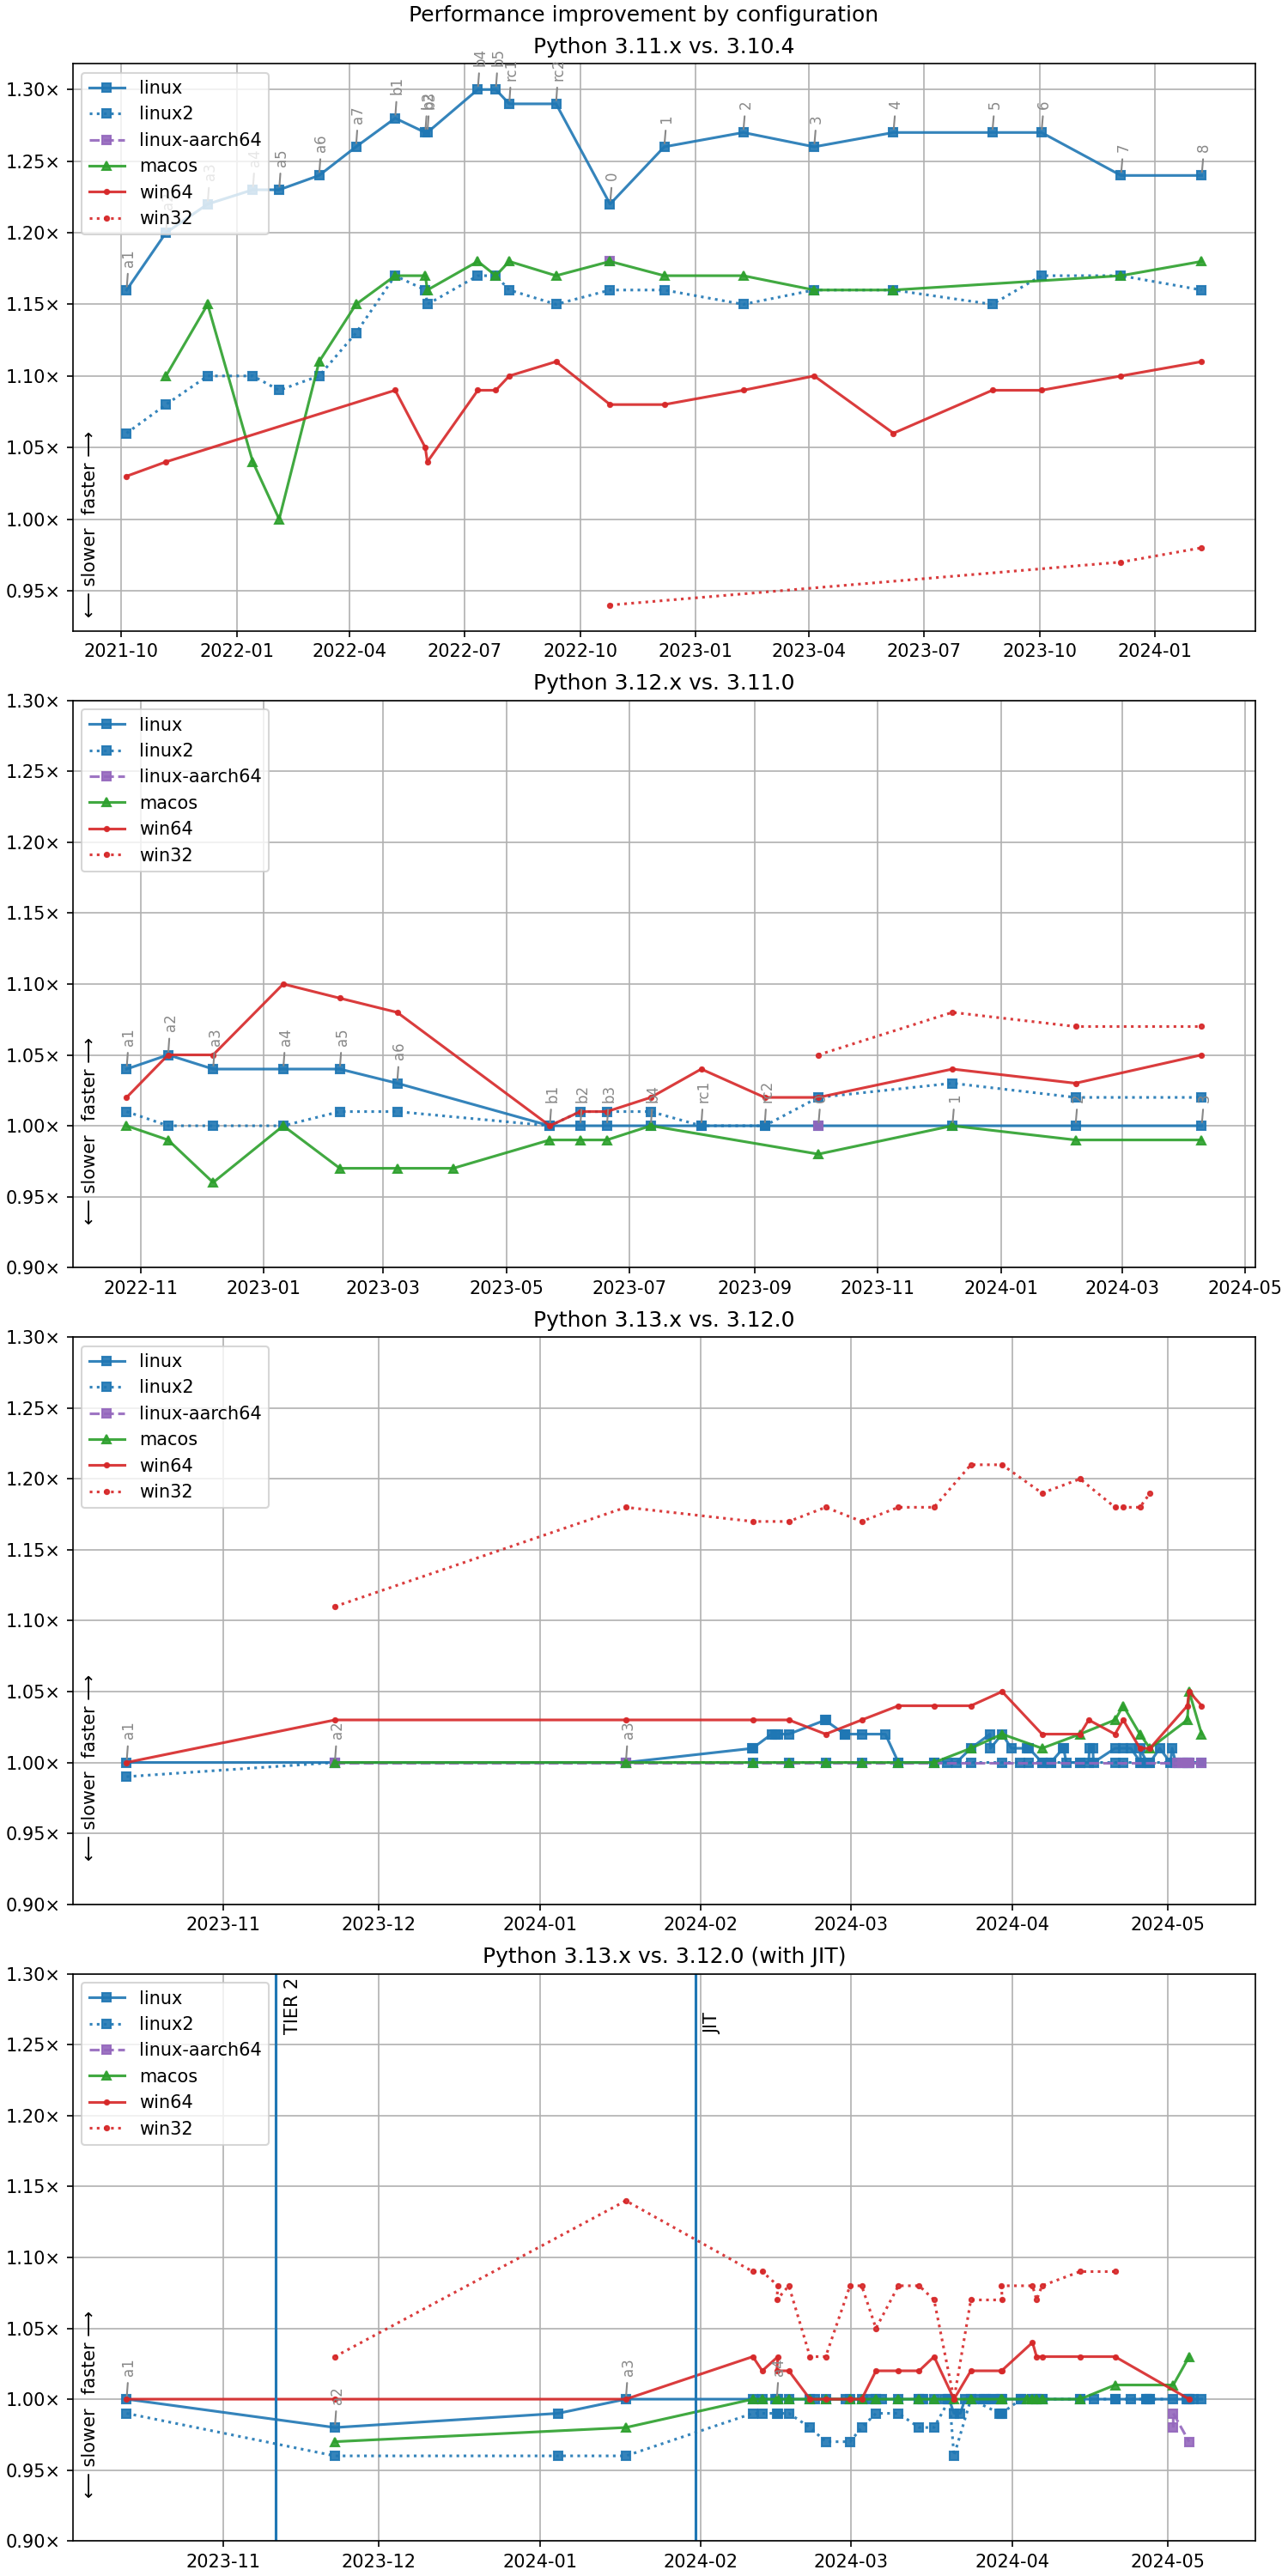 Performance improvement by configuration
Python 3.11.x vs. 3.10.4
linux
linux2
linux-aarch64
macos
win64
win32
1.30×
1.25×
1.20×
1.15×
1.10×
1.05×
1.00×
0.95×
⟵ slower faster ⟶
a1
a3
a4
a5
a6
a7
b1
b2
b3
b4
b5
rc1
rc2
0
1
2
3
4
5
6
7
8
2021-10
2022-01
2022-04
2022-07
2022-10
2023-01
2023-04
2023-07
2023-10
2024-01
Python 3.12.x vs. 3.11.0
linux
linux2
linux-aarch64
macos
win64
win32
1.30×
1.25×
1.20×
1.15×
1.10×
1.05×
1.00×
0.95×
0.90×
⟵ slower faster ⟶
a1
a2
a3
a4
a5
a6
b1
b2
b3
b4
rc1
rc2
1
2022-11
2023-01
2023-03
2023-05
2023-07
2023-09
2023-11
2024-01
2024-03
2024-05
Python 3.13.x vs. 3.12.0
linux
linux2
linux-aarch64
macos
win64
win32
1.30×
1.25×
1.20×
1.15×
1.10×
1.05×
1.00×
0.95×
0.90×
⟵ slower faster ⟶
a1
a2
a3
2023-11
2023-12
2024-01
2024-02
2024-03
2024-04
2024-05
Python 3.13.x vs. 3.12.0 (with JIT)
linux
linux2
linux-aarch64
macos
win64
win32
TIER 2
JIT
1.30×
1.25×
1.20×
1.15×
1.10×
1.05×
1.00×
0.95×
0.90×
⟵ slower faster ⟶
a1
a2
a3
a4
2023-11
2023-12
2024-01
2024-02
2024-03
2024-04
2024-05